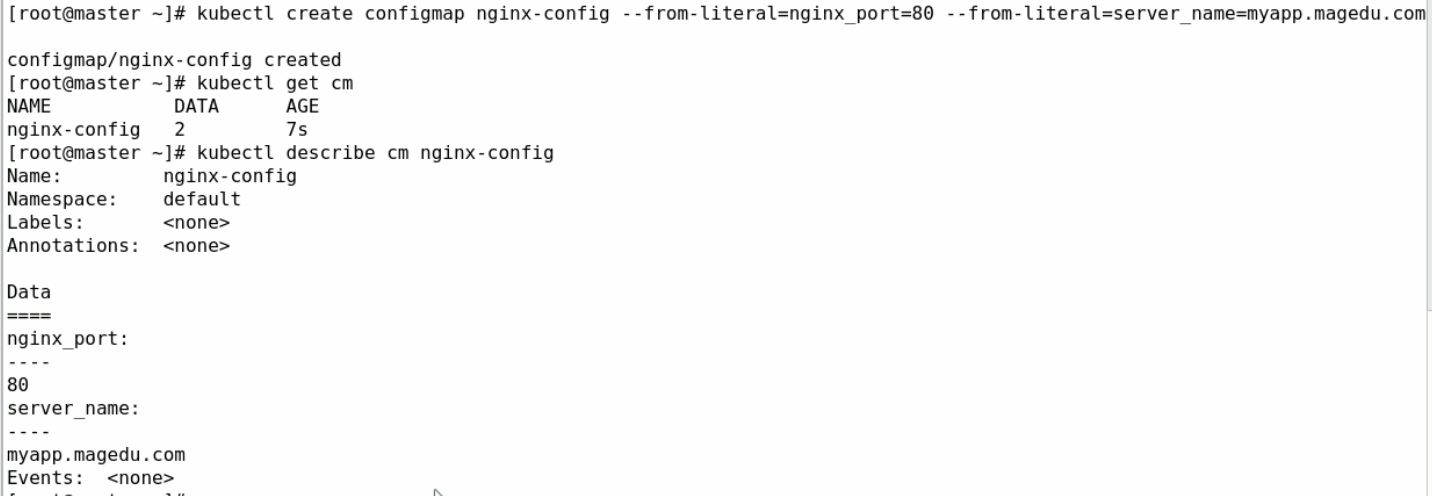 [root@master ~]# kubectl create configmap nginx-config --from-literal=nginx_port=80 --from-literal=server_name=myapp.magedu.com
configmap/nginx-config created
[root@master ~]# kubectl get cm
NAME           DATA      AGE
nginx-config   2         7s
[root@master ~]# kubectl describe cm nginx-config
Name:         nginx-config
Namespace:    default
Labels:       <none>
Annotations:  <none>
Data
====
nginx_port:
----
80
server_name:
----
myapp.magedu.com
Events:  <none>